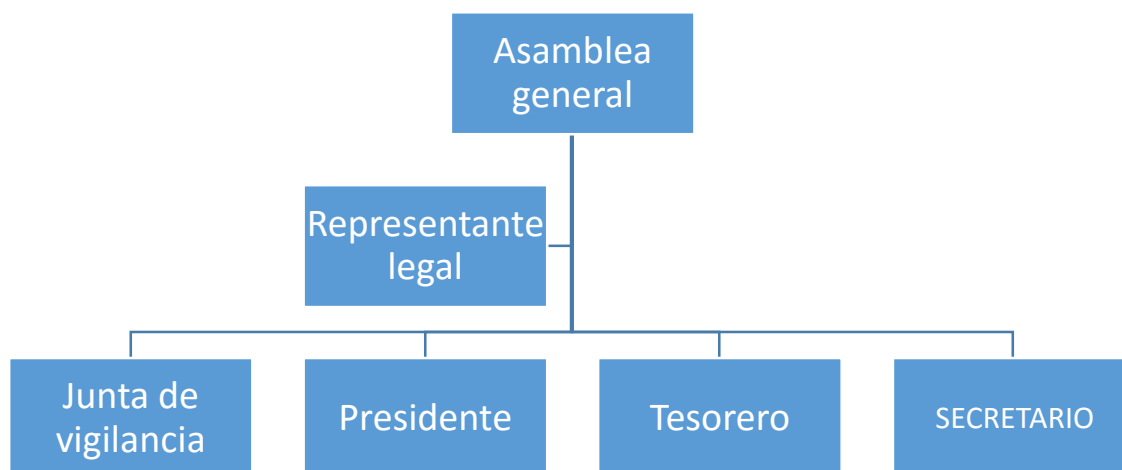 Asamblea
general
Representante
legal
Junta de
vigilancia
Presidente
Tesorero
SECRETARIO